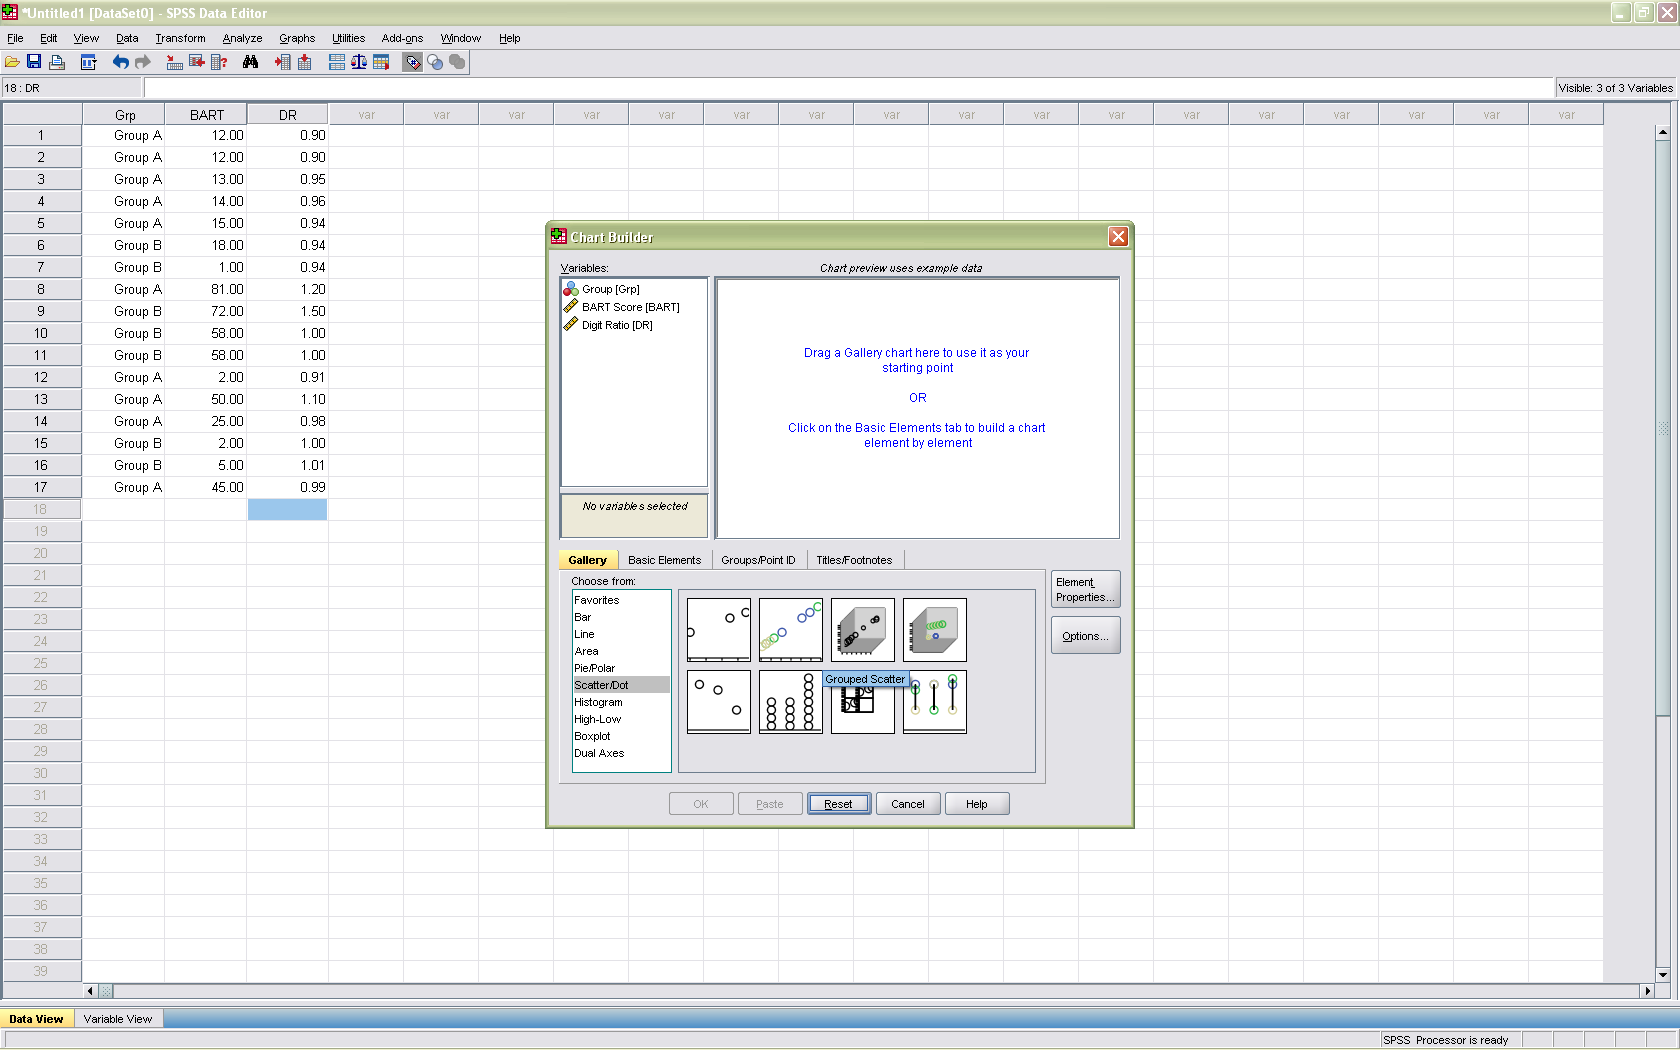 *Untitled1 [DataSet0] - SPSS Data Editor
File Edit View Data Transform Analyze Graphs Utilities Add-ons Window Help
18 : DR
Visible: 3 of 3 Variables
Grp BART DR var var var var var var var var var var var var var var var var var
1 Group A 12.00 0.90
2 Group A 12.00 0.90
3 Group A 13.00 0.95
4 Group A 14.00 0.96
5 Group A 15.00 0.94
6 Group B 18.00 0.94
7 Group B 1.00 0.94
8 Group A 81.00 1.20
9 Group B 72.00 1.50
10 Group B 58.00 1.00
11 Group B 58.00 1.00
12 Group A 2.00 0.91
13 Group A 50.00 1.10
14 Group A 25.00 0.98
15 Group B 2.00 1.00
16 Group B 5.00 1.01
17 Group A 45.00 0.99
18
19
20
21
22
23
24
25
26
27
28
29
30
31
32
33
34
35
36
37
38
39
Chart Builder
Variables:
Group [Grp]
BART Score [BART]
Digit Ratio [DR]
No variables selected
Chart preview uses example data
Drag a Gallery chart here to use it as your
starting point
OR
Click on the Basic Elements tab to build a chart
element by element
Gallery Basic Elements Groups/Point ID Titles/Footnotes
Choose from:
Favorites
Bar
Line
Area
Pie/Polar
Scatter/Dot
Histogram
High-Low
Boxplot
Dual Axes
Grouped Scatter
Element
Properties...
Options...
OK Paste Reset Cancel Help
Data View Variable View
SPSS Processor is ready